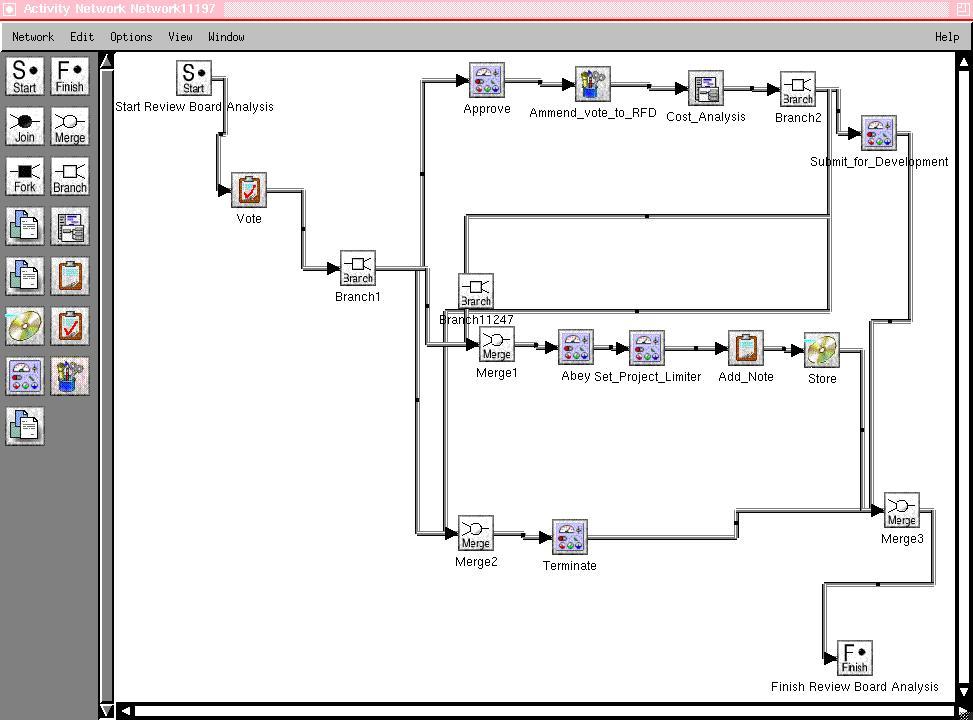 Activity Network Network11197
Network Edit Options View Window Help
S• Start
F• Finish
Join
Merge
Fork
Branch
S• Start
Start Review Board Analysis
Vote
Branch
Branch1
Approve
Ammend_vote_to_RFD
Cost_Analysis
Branch
Branch2
Submit_for_Development
Branch
Branch11247
Merge
Merge1
Abey
Set_Project_Limiter
Add_Note
Store
Merge
Merge2
Terminate
Merge
Merge3
F• Finish
Finish Review Board Analysis